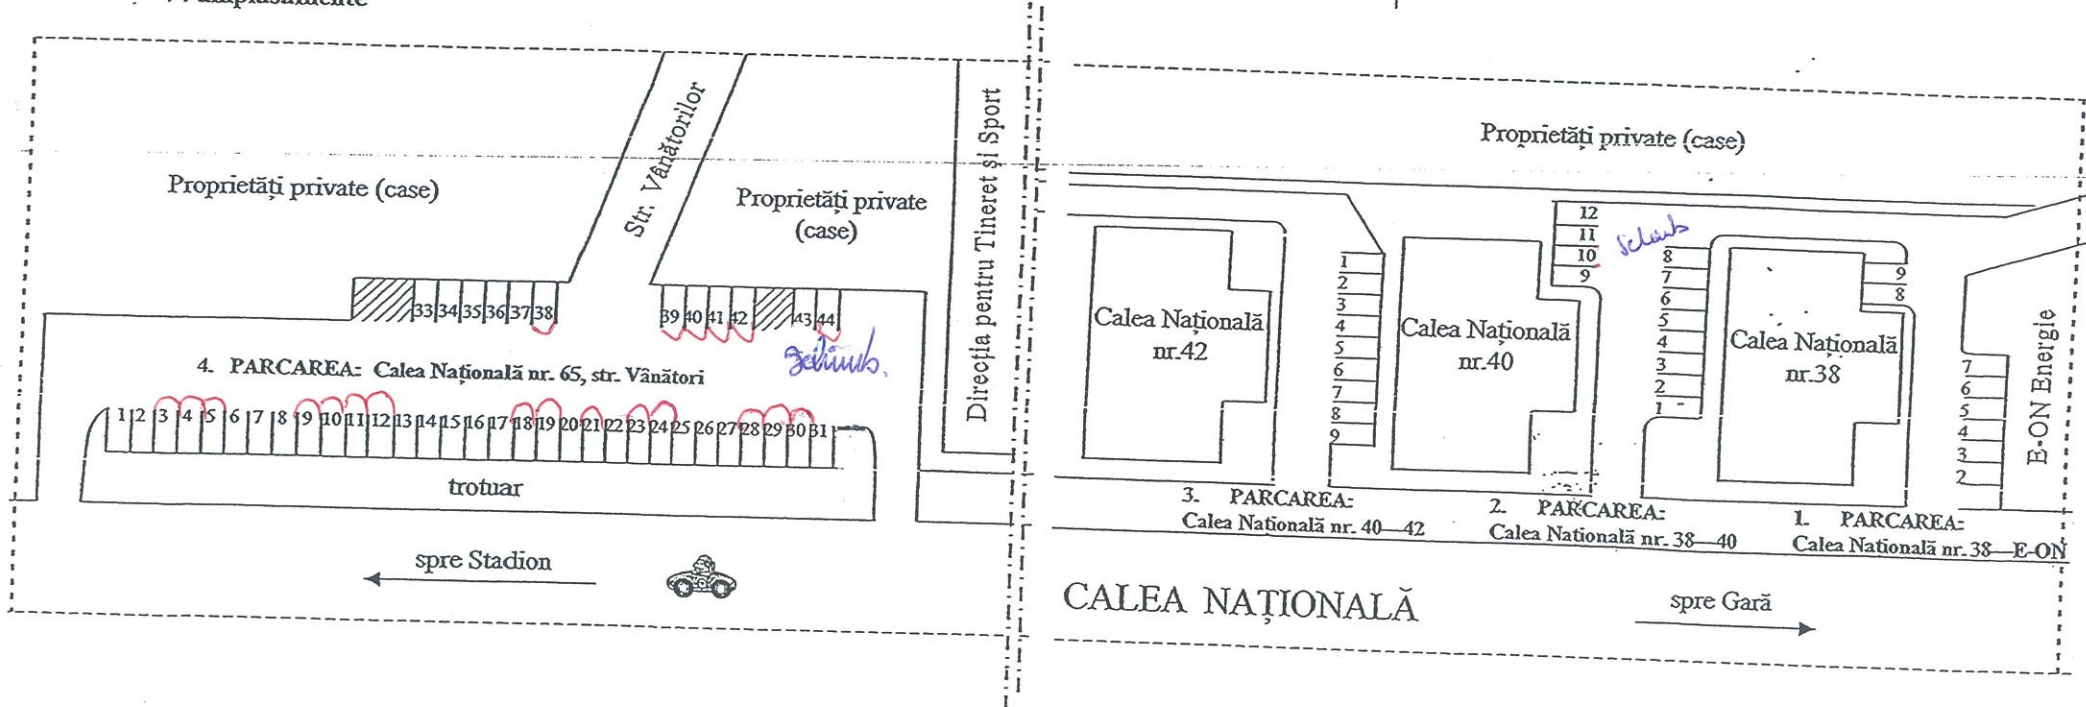 amplasamente
Str. Vânătorilor
Direcția pentru Tineret și Sport
Proprietăți private (case)
Proprietăți private
(case)
33 34 35 36 37 38
39 40 41 42 43 44
schimb.
4. PARCAREA: Calea Națională nr. 65, str. Vânători
1 2 3 4 5 6 7 8 9 10 11 12 13 14 15 16 17 18 19 20 21 22 23 24 25 26 27 28 29 30 31
trotuar
spre Stadion
Proprietăți private (case)
Calea Națională
nr.42
1
2
3
4
5
6
7
8
9
Calea Națională
nr.40
12
11
10
9
schimb
8
7
6
5
4
3
2
1
Calea Națională
nr.38
9
8
7
6
5
4
3
2
E-ON Energie
3. PARCAREA:
Calea Națională nr. 40—42
2. PARCAREA:
Calea Națională nr. 38—40
1. PARCAREA:
Calea Națională nr. 38—E-ON
CALEA NAȚIONALĂ
spre Gară